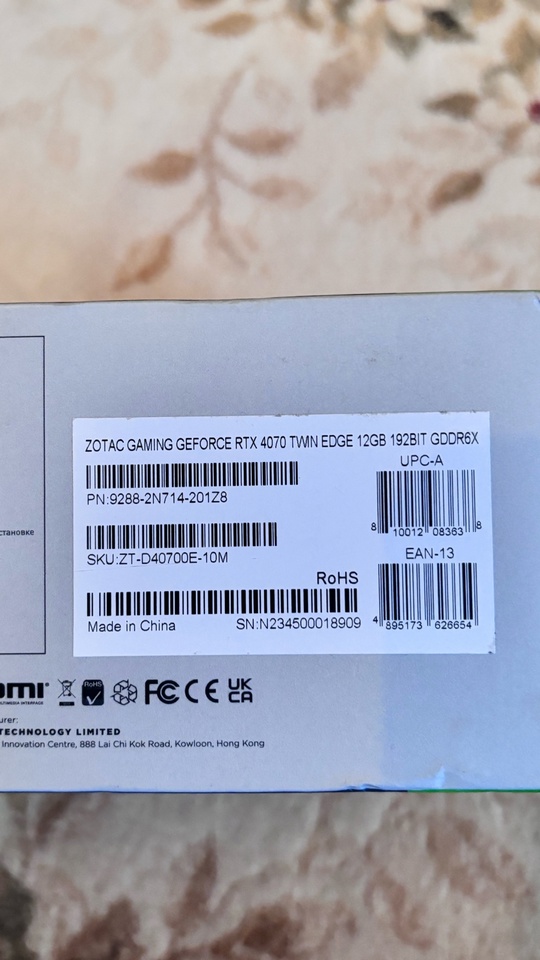 ZOTAC GAMING GEFORCE RTX 4070 TWIN EDGE 12GB 192BIT GDDR6X
UPC-A
PN:9288-2N714-201Z8
8 10012 08363 8
становке
SKU:ZT-D40700E-10M
EAN-13
RoHS
Made in China
SN:N234500018909
4 895173 626654
RoHS
FC CE UK
CA
TECHNOLOGY LIMITED
Innovation Centre, 888 Lai Chi Kok Road, Kowloon, Hong Kong